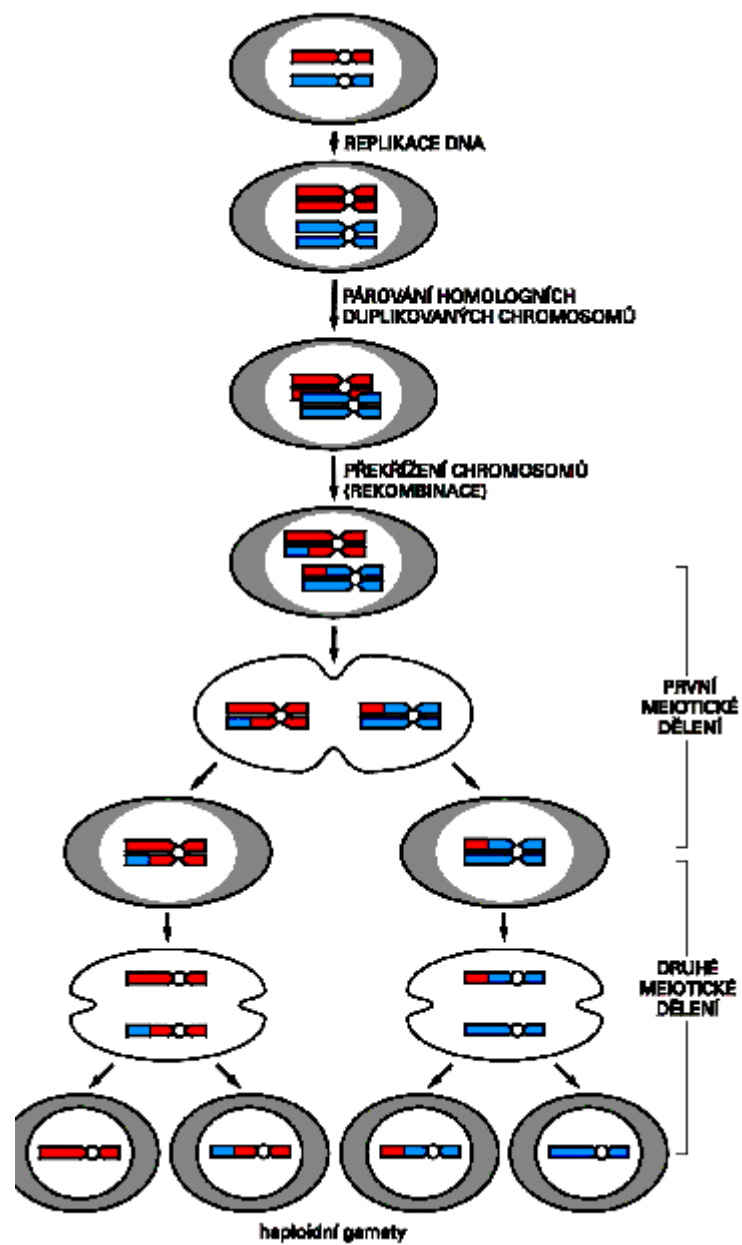 REPLIKACE DNA
PÁROVÁNÍ HOMOLOGNÍCH
DUPLIKOVANÝCH CHROMOSOMŮ
PŘEKŘÍŽENÍ CHROMOSOMŮ
(REKOMBINACE)
PRVNÍ
MEIOTICKÉ
DĚLENÍ
DRUHÉ
MEIOTICKÉ
DĚLENÍ
haploidní gamety